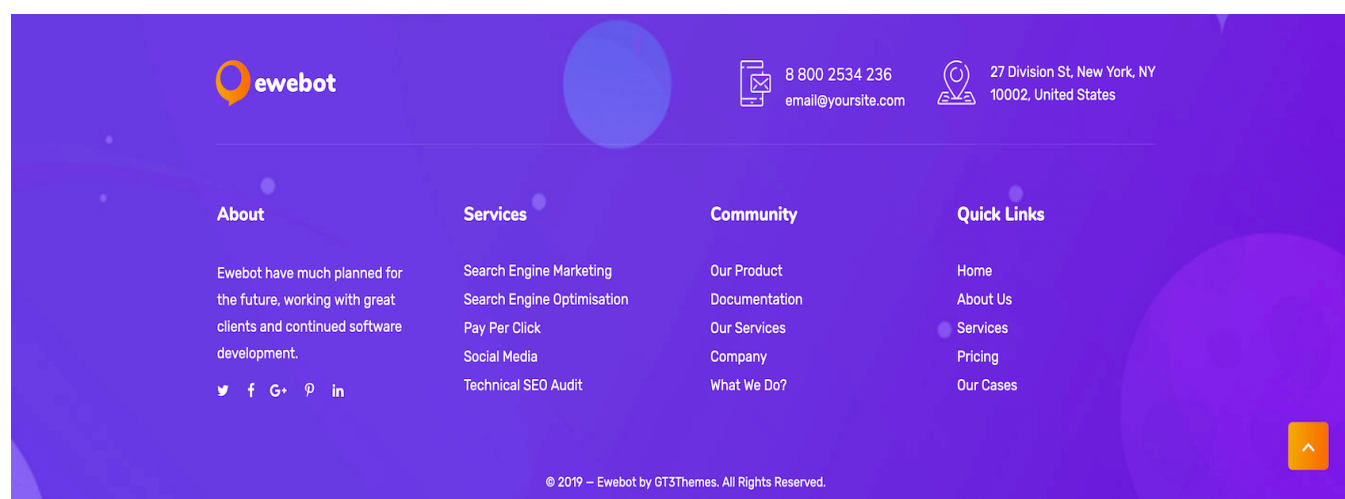 ewebot
8 800 2534 236
email@yoursite.com
27 Division St, New York, NY
10002, United States
About
Ewebot have much planned for
the future, working with great
clients and continued software
development.
Services
Search Engine Marketing
Search Engine Optimisation
Pay Per Click
Social Media
Technical SEO Audit
Community
Our Product
Documentation
Our Services
Company
What We Do?
Quick Links
Home
About Us
Services
Pricing
Our Cases
© 2019 – Ewebot by GT3Themes. All Rights Reserved.